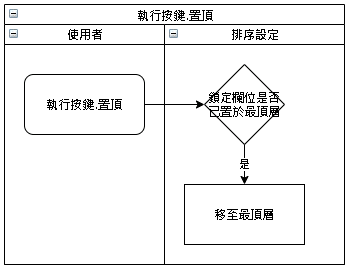 執行按鍵.置頂
使用者
排序設定
執行按鍵.置頂
鎖定欄位是否
已置於最頂層
是
移至最頂層